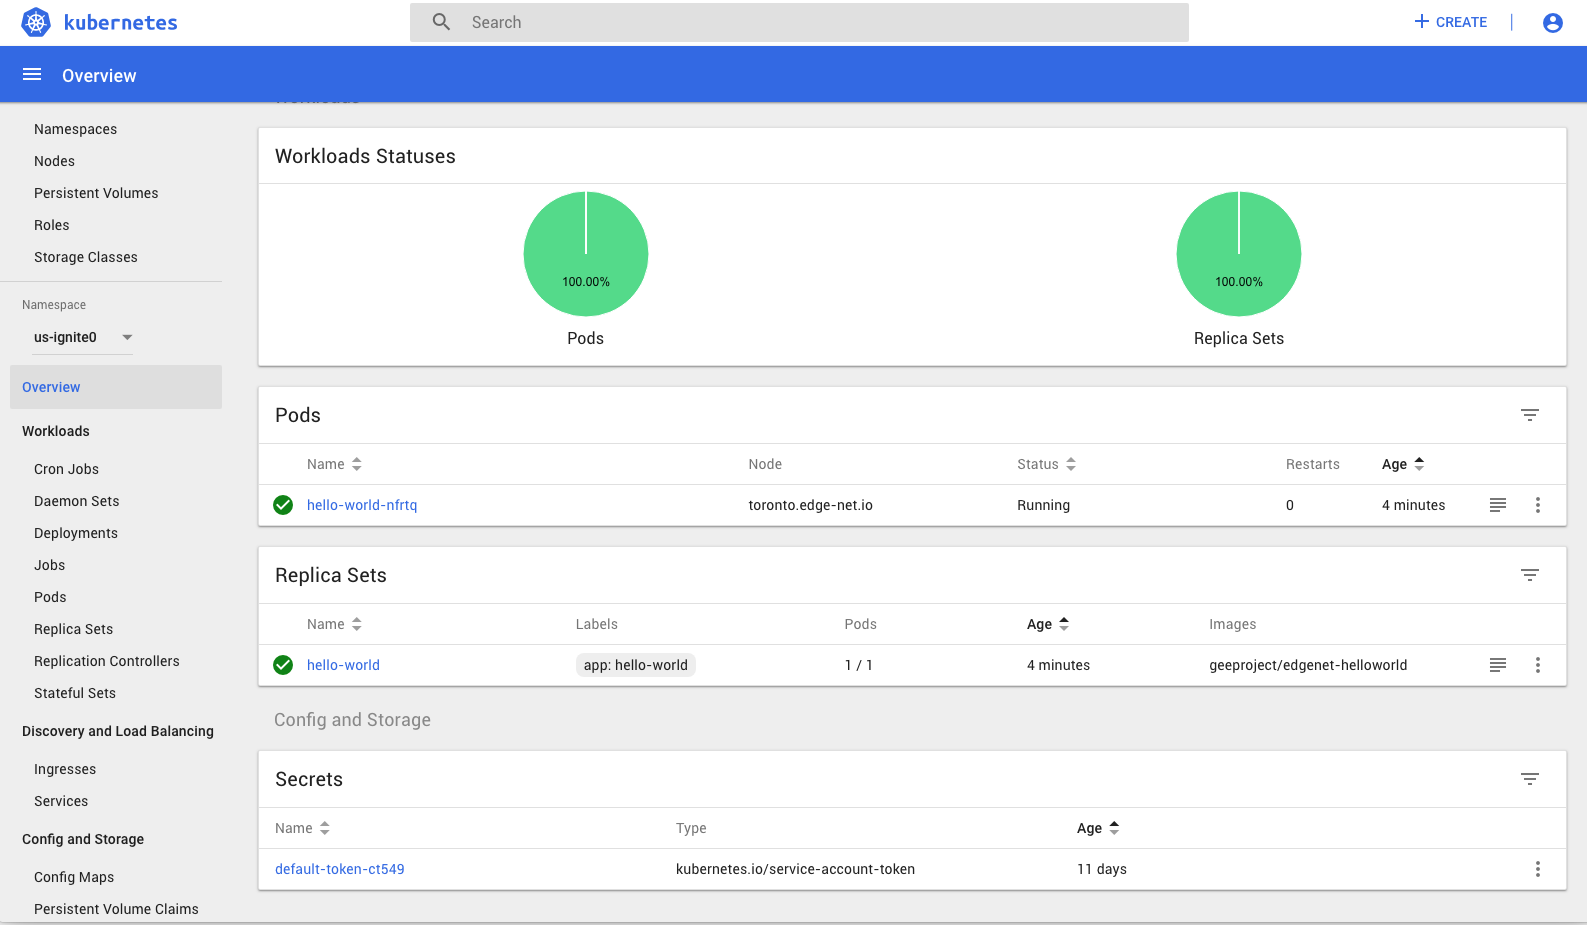 kubernetes
Search
CREATE
Overview
Namespaces
Nodes
Persistent Volumes
Roles
Storage Classes
Namespace
us-ignite0
Overview
Workloads
Cron Jobs
Daemon Sets
Deployments
Jobs
Pods
Replica Sets
Replication Controllers
Stateful Sets
Discovery and Load Balancing
Ingresses
Services
Config and Storage
Config Maps
Persistent Volume Claims
Workloads Statuses
100.00% 100.00%
Pods Replica Sets
Pods
Name Node Status Restarts Age
hello-world-nfrtq toronto.edge-net.io Running 0 4 minutes
Replica Sets
Name Labels Pods Age Images
hello-world app: hello-world 1 / 1 4 minutes geeproject/edgenet-helloworld
Config and Storage
Secrets
Name Type Age
default-token-ct549 kubernetes.io/service-account-token 11 days